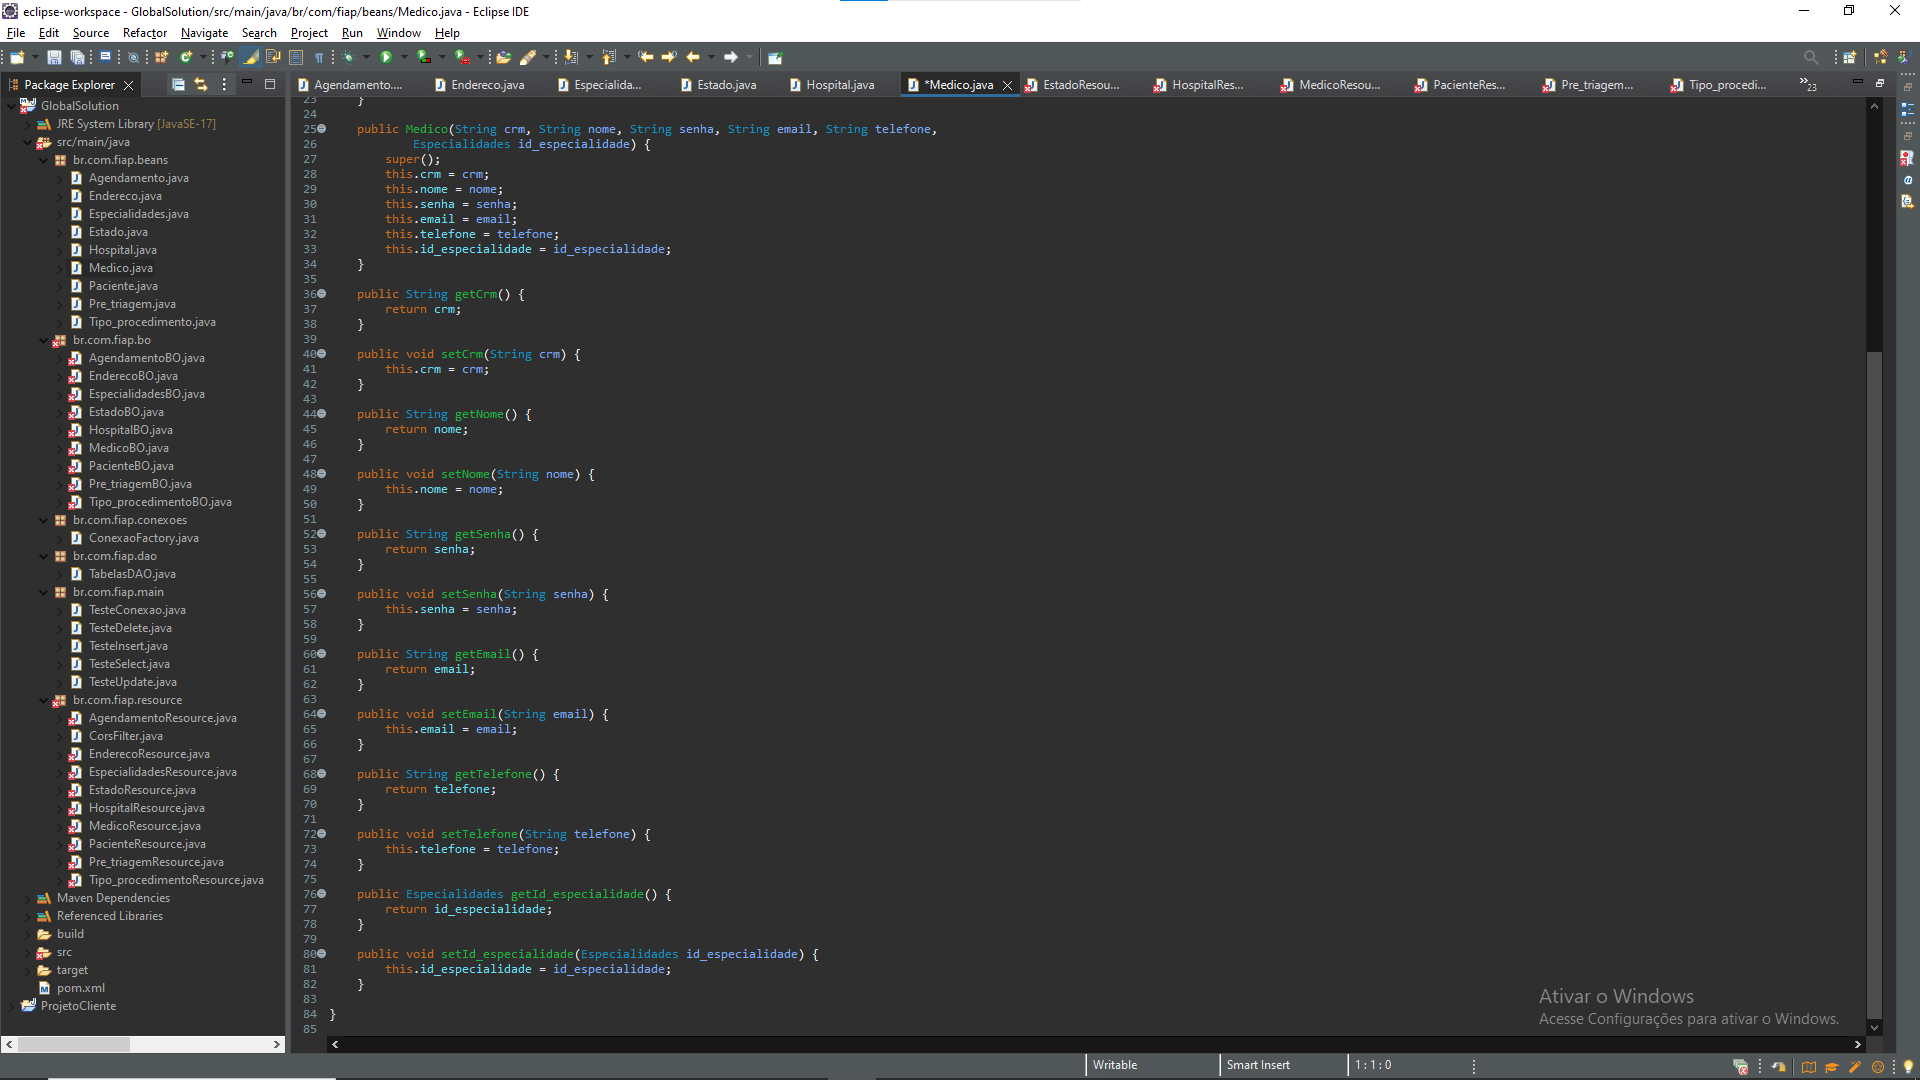 eclipse-workspace - GlobalSolution/src/main/java/br/com/fiap/beans/Medico.java - Eclipse IDE
File Edit Source Refactor Navigate Search Project Run Window Help
Package Explorer
Agendamento.... Endereco.java Especialida... Estado.java Hospital.java *Medico.java EstadoResou... HospitalRes... MedicoResou... PacienteRes... Pre_triagem... Tipo_procedi... »23
GlobalSolution
JRE System Library [JavaSE-17]
src/main/java
br.com.fiap.beans
Agendamento.java
Endereco.java
Especialidades.java
Estado.java
Hospital.java
Medico.java
Paciente.java
Pre_triagem.java
Tipo_procedimento.java
br.com.fiap.bo
AgendamentoBO.java
EnderecoBO.java
EspecialidadesBO.java
EstadoBO.java
HospitalBO.java
MedicoBO.java
PacienteBO.java
Pre_triagemBO.java
Tipo_procedimentoBO.java
br.com.fiap.conexoes
ConexaoFactory.java
br.com.fiap.dao
TabelasDAO.java
br.com.fiap.main
TesteConexao.java
TesteDelete.java
TesteInsert.java
TesteSelect.java
TesteUpdate.java
br.com.fiap.resource
AgendamentoResource.java
CorsFilter.java
EnderecoResource.java
EspecialidadesResource.java
EstadoResource.java
HospitalResource.java
MedicoResource.java
PacienteResource.java
Pre_triagemResource.java
Tipo_procedimentoResource.java
Maven Dependencies
Referenced Libraries
build
src
target
pom.xml
ProjetoCliente
23 }
24
25 public Medico(String crm, String nome, String senha, String email, String telefone,
26 Especialidades id_especialidade) {
27 super();
28 this.crm = crm;
29 this.nome = nome;
30 this.senha = senha;
31 this.email = email;
32 this.telefone = telefone;
33 this.id_especialidade = id_especialidade;
34 }
35
36 public String getCrm() {
37 return crm;
38 }
39
40 public void setCrm(String crm) {
41 this.crm = crm;
42 }
43
44 public String getNome() {
45 return nome;
46 }
47
48 public void setNome(String nome) {
49 this.nome = nome;
50 }
51
52 public String getSenha() {
53 return senha;
54 }
55
56 public void setSenha(String senha) {
57 this.senha = senha;
58 }
59
60 public String getEmail() {
61 return email;
62 }
63
64 public void setEmail(String email) {
65 this.email = email;
66 }
67
68 public String getTelefone() {
69 return telefone;
70 }
71
72 public void setTelefone(String telefone) {
73 this.telefone = telefone;
74 }
75
76 public Especialidades getId_especialidade() {
77 return id_especialidade;
78 }
79
80 public void setId_especialidade(Especialidades id_especialidade) {
81 this.id_especialidade = id_especialidade;
82 }
83
84 }
85
Ativar o Windows
Acesse Configurações para ativar o Windows.
Writable Smart Insert 1 : 1 : 0